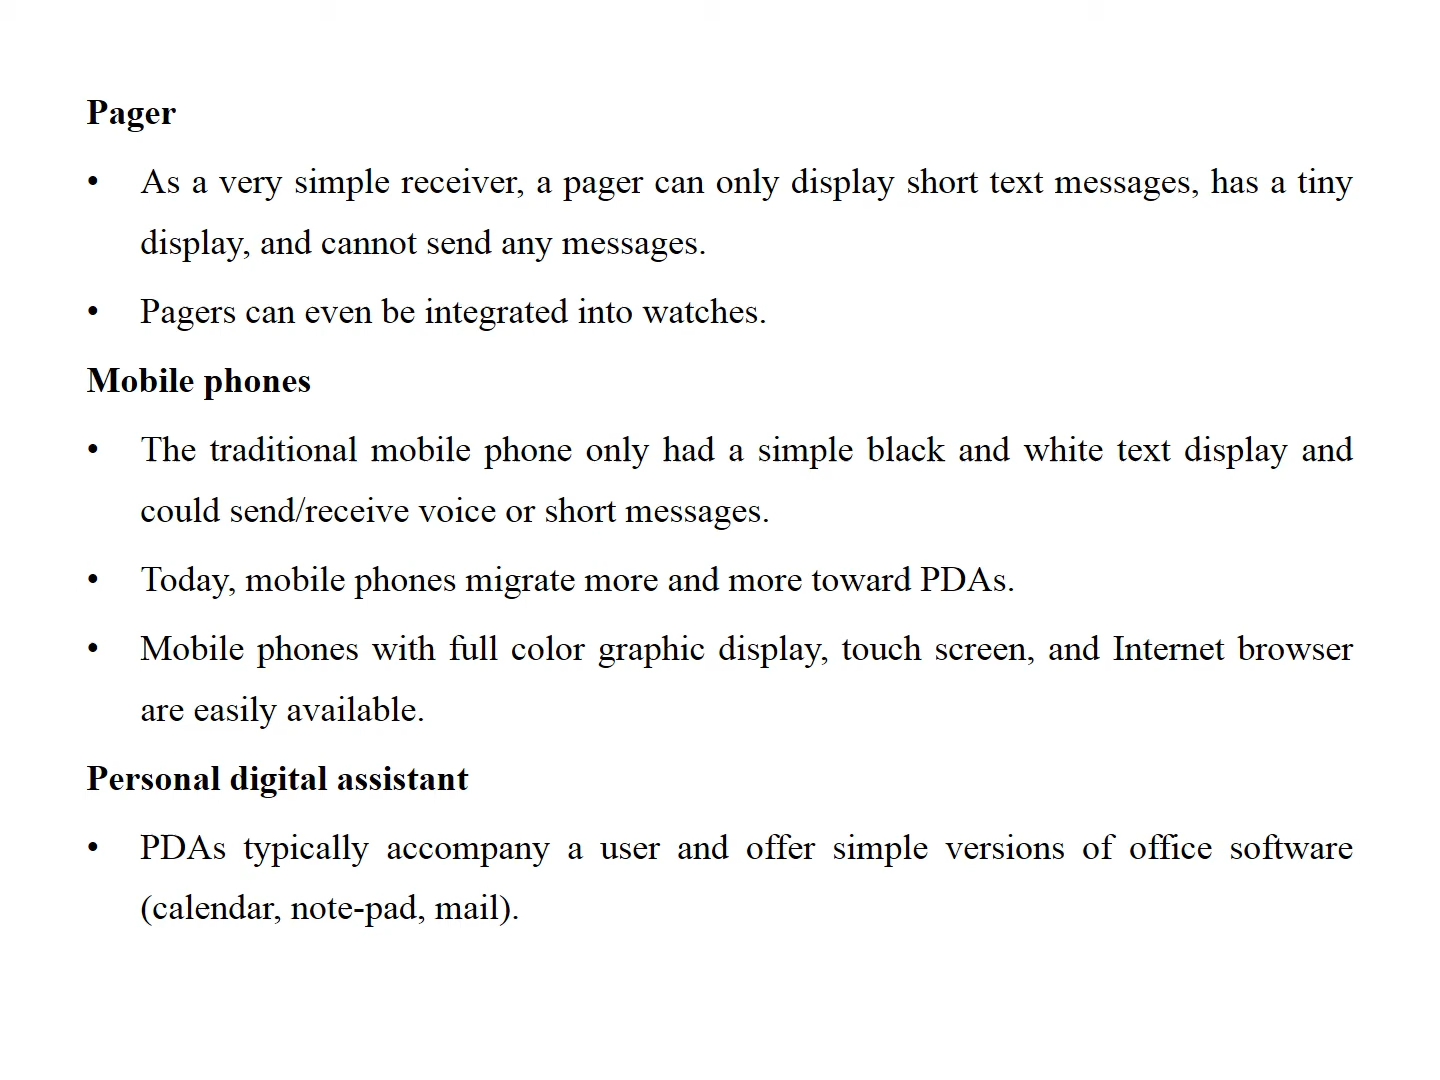 Pager
• As a very simple receiver, a pager can only display short text messages, has a tiny
display, and cannot send any messages.
• Pagers can even be integrated into watches.
Mobile phones
• The traditional mobile phone only had a simple black and white text display and
could send/receive voice or short messages.
• Today, mobile phones migrate more and more toward PDAs.
• Mobile phones with full color graphic display, touch screen, and Internet browser
are easily available.
Personal digital assistant
• PDAs typically accompany a user and offer simple versions of office software
(calendar, note-pad, mail).